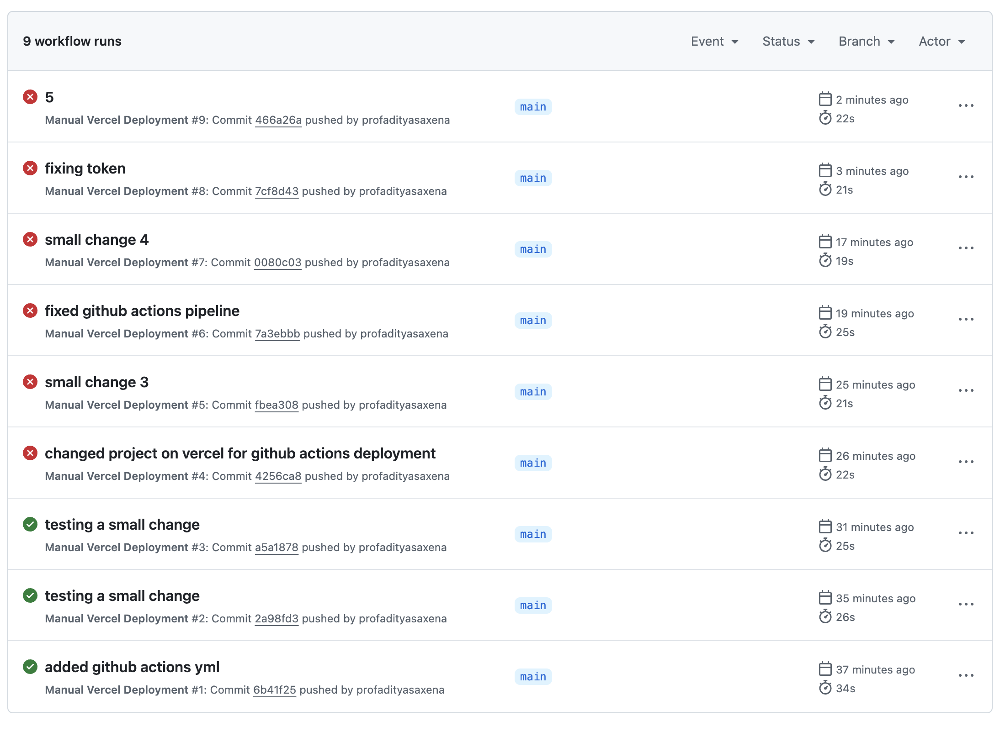 9 workflow runs
Event Status Branch Actor
5
main
2 minutes ago
Manual Vercel Deployment #9: Commit 466a26a pushed by profadityasaxena
22s
fixing token
main
3 minutes ago
Manual Vercel Deployment #8: Commit 7cf8d43 pushed by profadityasaxena
21s
small change 4
main
17 minutes ago
Manual Vercel Deployment #7: Commit 0080c03 pushed by profadityasaxena
19s
fixed github actions pipeline
main
19 minutes ago
Manual Vercel Deployment #6: Commit 7a3ebbb pushed by profadityasaxena
25s
small change 3
main
25 minutes ago
Manual Vercel Deployment #5: Commit fbea308 pushed by profadityasaxena
21s
changed project on vercel for github actions deployment
main
26 minutes ago
Manual Vercel Deployment #4: Commit 4256ca8 pushed by profadityasaxena
22s
testing a small change
main
31 minutes ago
Manual Vercel Deployment #3: Commit a5a1878 pushed by profadityasaxena
25s
testing a small change
main
35 minutes ago
Manual Vercel Deployment #2: Commit 2a98fd3 pushed by profadityasaxena
26s
added github actions yml
main
37 minutes ago
Manual Vercel Deployment #1: Commit 6b41f25 pushed by profadityasaxena
34s